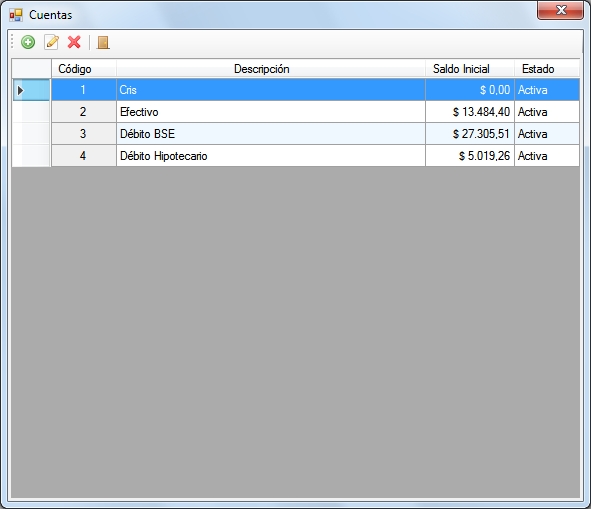 Cuentas
Código Descripción Saldo Inicial Estado
1 Cris $ 0,00 Activa
2 Efectivo $ 13.484,40 Activa
3 Débito BSE $ 27.305,51 Activa
4 Débito Hipotecario $ 5.019,26 Activa